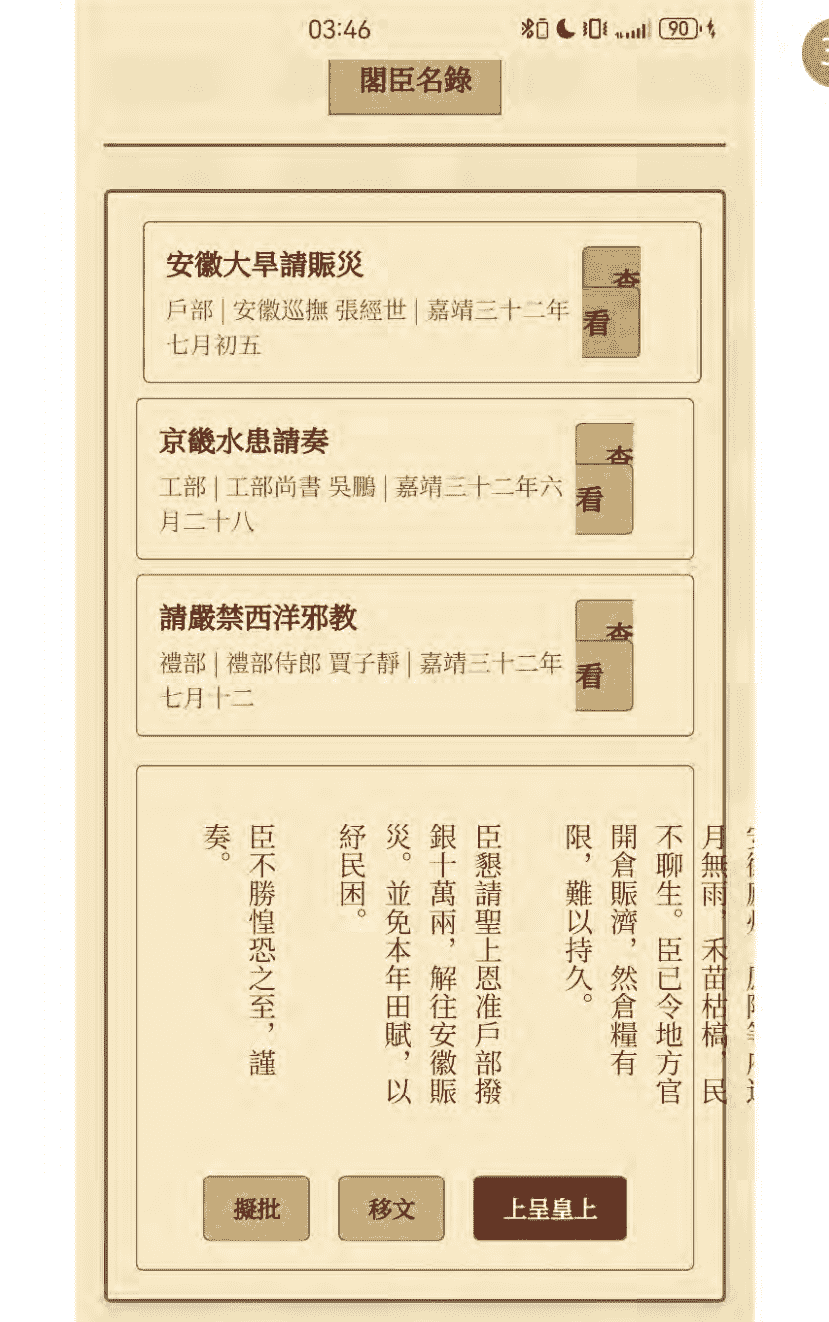 03:46
90
閣臣名錄
安徽大旱請賑災
戶部 | 安徽巡撫 張經世 | 嘉靖三十二年
七月初五
查
看
京畿水患請奏
工部 | 工部尚書 吳鵬 | 嘉靖三十二年六
月二十八
查
看
請嚴禁西洋邪教
禮部 | 禮部侍郎 賈子靜 | 嘉靖三十二年
七月十二
查
看
月無雨，禾苗枯槁，民
不聊生。臣已令地方官
開倉賑濟，然倉糧有
限，難以持久。
臣懇請聖上恩准戶部撥
銀十萬兩，解往安徽賑
災。並免本年田賦，以
紓民困。
臣不勝惶恐之至，謹
奏。
擬批
移文
上呈皇上